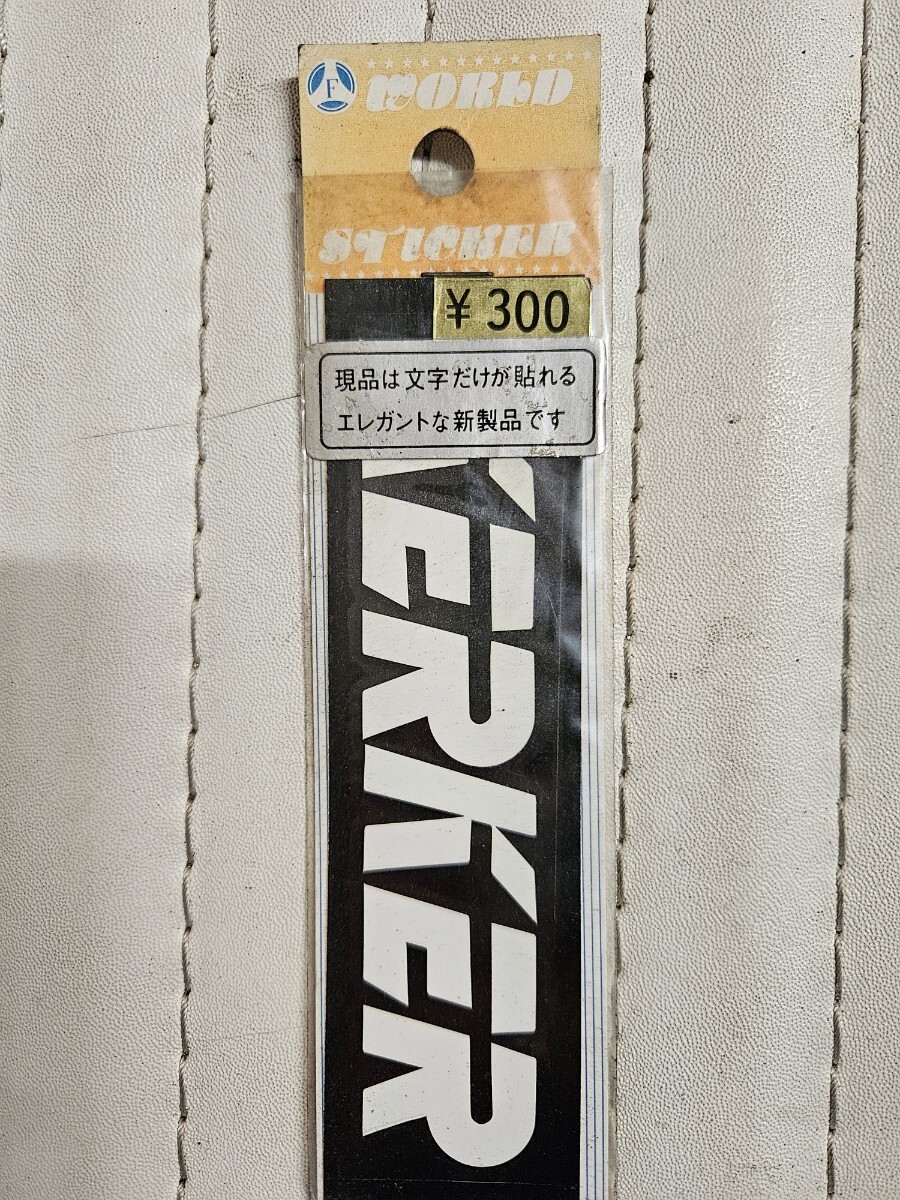 F
WORLD
STICKER
¥300
現品は文字だけが貼れる
エレガントな新製品です
KERKER